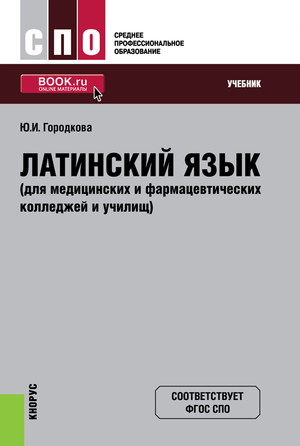 СПО
СРЕДНЕЕ
ПРОФЕССИОНАЛЬНОЕ
ОБРАЗОВАНИЕ
BOOK.ru
ONLINE МАТЕРИАЛЫ
УЧЕБНИК
Ю.И. Городкова
ЛАТИНСКИЙ ЯЗЫК
(для медицинских и фармацевтических
колледжей и училищ)
СООТВЕТСТВУЕТ
ФГОС СПО
КНОРУС